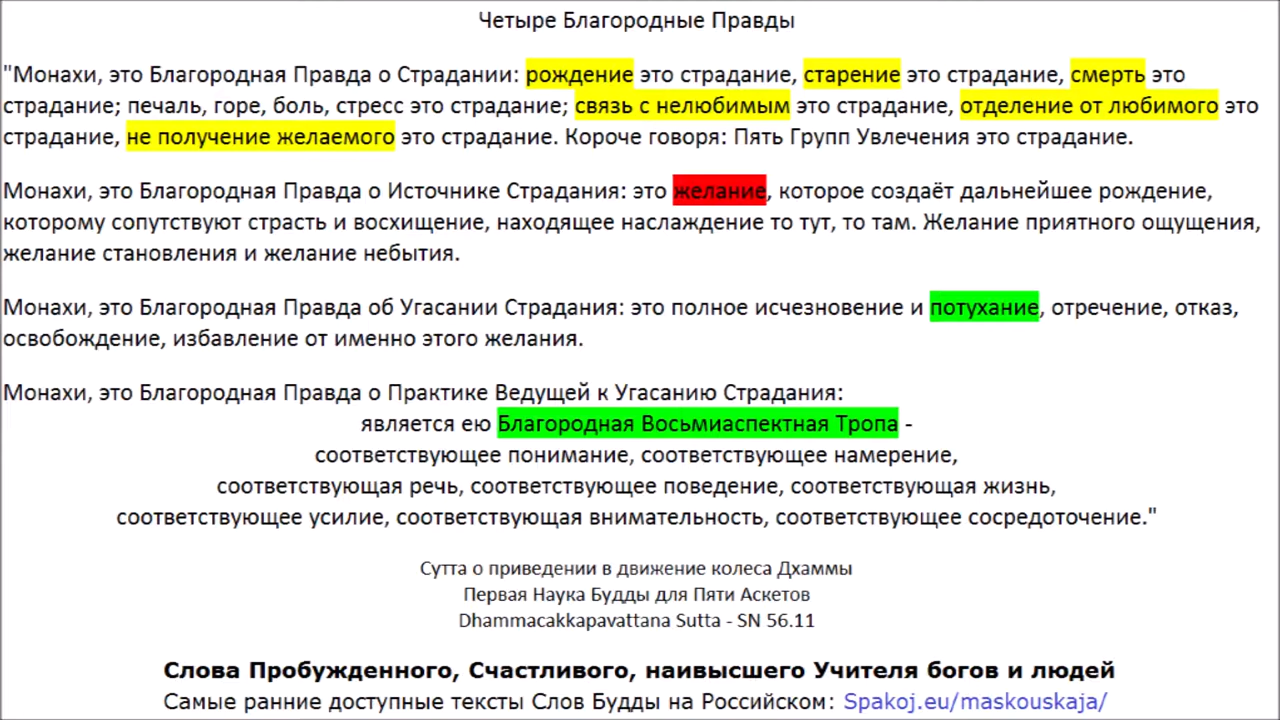 Четыре Благородные Правды
"Монахи, это Благородная Правда о Страдании: рождение это страдание, старение это страдание, смерть это
страдание; печаль, горе, боль, стресс это страдание; связь с нелюбимым это страдание, отделение от любимого это
страдание, не получение желаемого это страдание. Короче говоря: Пять Групп Увлечения это страдание.
Монахи, это Благородная Правда о Источнике Страдания: это желание, которое создаёт дальнейшее рождение,
которому сопутствуют страсть и восхищение, находящее наслаждение то тут, то там. Желание приятного ощущения,
желание становления и желание небытия.
Монахи, это Благородная Правда об Угасании Страдания: это полное исчезновение и потухание, отречение, отказ,
освобождение, избавление от именно этого желания.
Монахи, это Благородная Правда о Практике Ведущей к Угасанию Страдания:
является ею Благородная Восьмиаспектная Тропа -
соответствующее понимание, соответствующее намерение,
соответствующая речь, соответствующее поведение, соответствующая жизнь,
соответствующее усилие, соответствующая внимательность, соответствующее сосредоточение."
Сутта о приведении в движение колеса Дхаммы
Первая Наука Будды для Пяти Аскетов
Dhammacakkapavattana Sutta - SN 56.11
Слова Пробужденного, Счастливого, наивысшего Учителя богов и людей
Самые ранние доступные тексты Слов Будды на Российском: Spakoj.eu/maskouskaja/